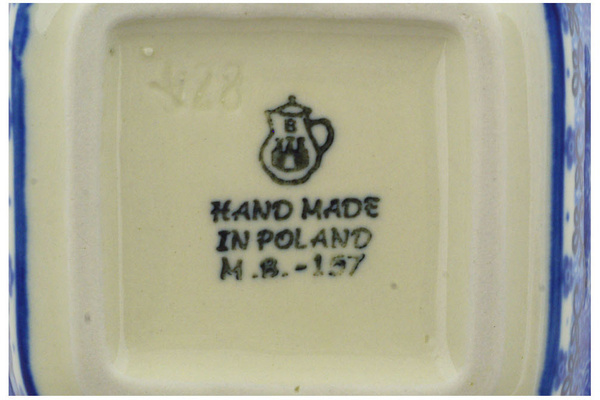 B
HAND MADE
IN POLAND
M.B.-157